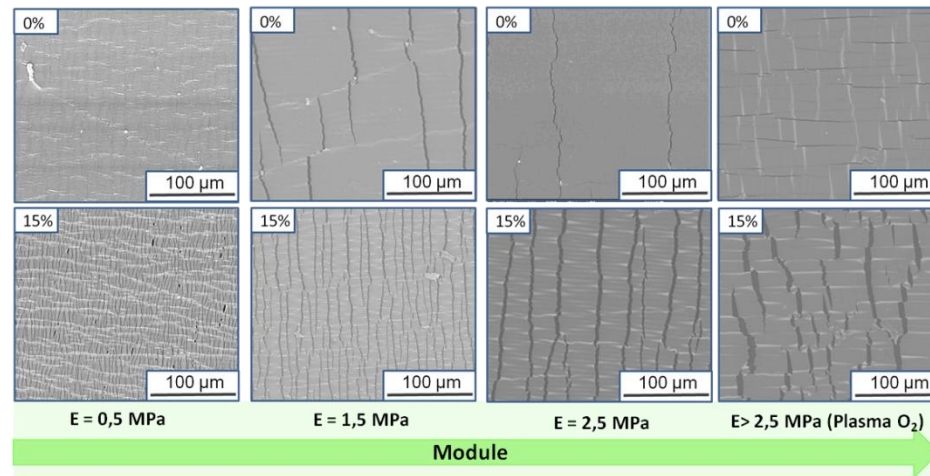 0%
0%
0%
0%
100 µm
100 µm
100 µm
100 µm
15%
15%
15%
15%
100 µm
100 µm
100 µm
100 µm
E = 0,5 MPa
E = 1,5 MPa
E = 2,5 MPa
E> 2,5 MPa (Plasma O₂)
Module